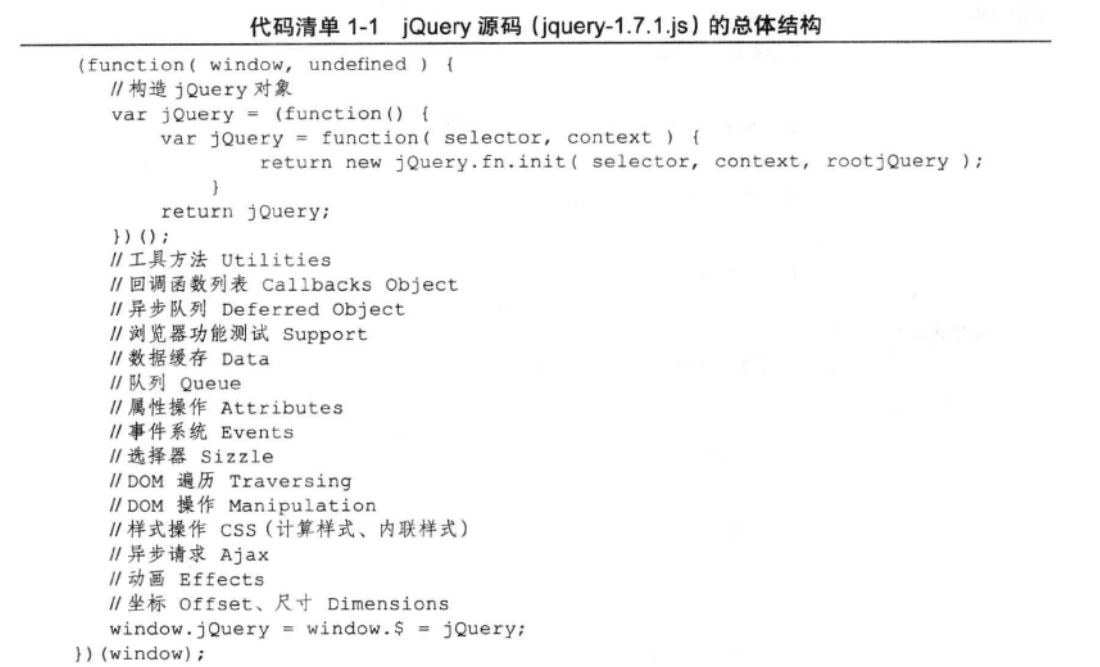 代码清单 1-1 jQuery 源码 (jquery-1.7.1.js) 的总体结构
(function( window, undefined ) {
//构造 jQuery 对象
var jQuery = (function() {
var jQuery = function( selector, context ) {
return new jQuery.fn.init( selector, context, rootjQuery );
}
return jQuery;
})();
//工具方法 Utilities
//回调函数列表 Callbacks Object
//异步队列 Deferred Object
//浏览器功能测试 Support
//数据缓存 Data
//队列 Queue
//属性操作 Attributes
//事件系统 Events
//选择器 Sizzle
//DOM 遍历 Traversing
//DOM 操作 Manipulation
//样式操作 CSS(计算样式、内联样式)
//异步请求 Ajax
//动画 Effects
//坐标 Offset、尺寸 Dimensions
window.jQuery = window.$ = jQuery;
})(window);